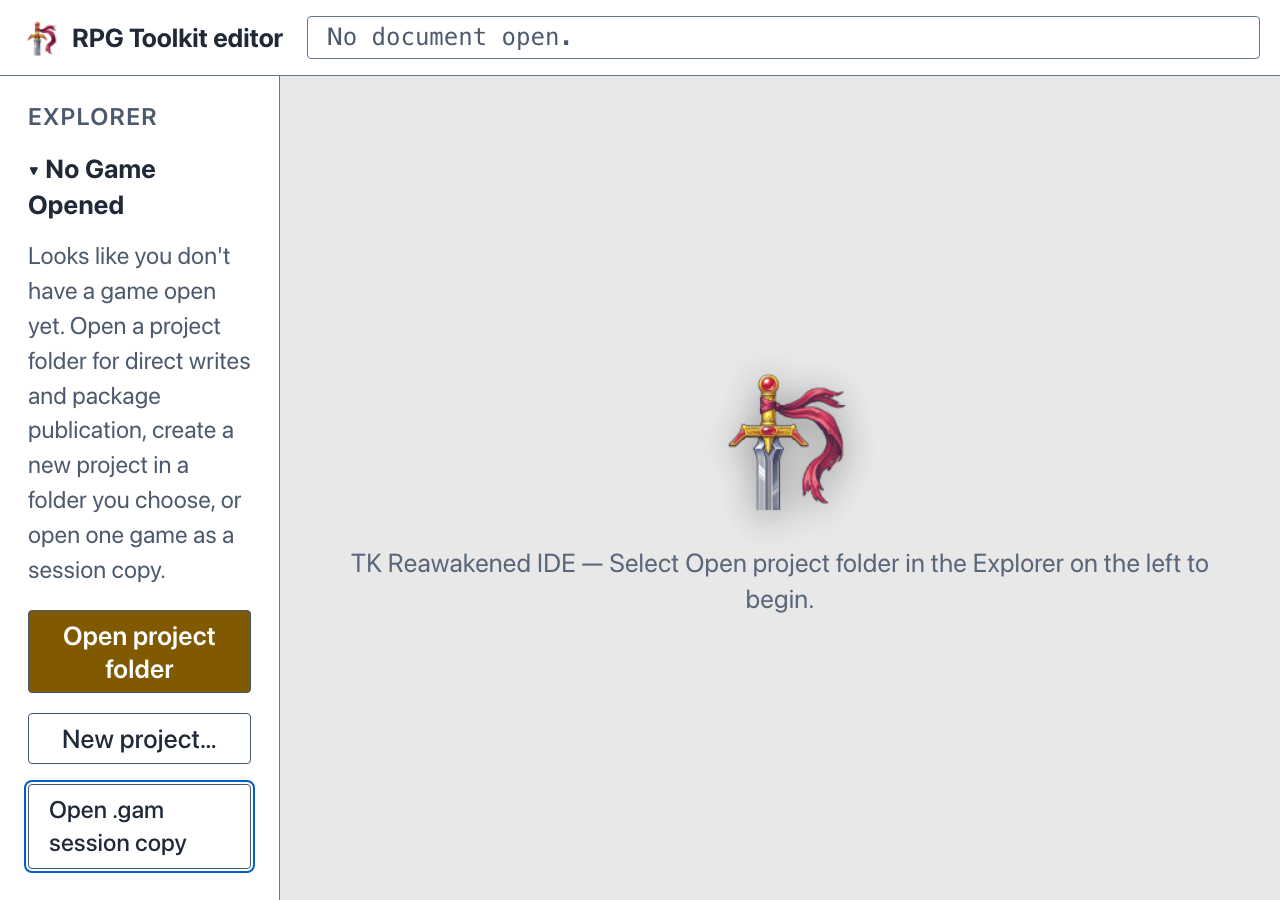 RPG Toolkit editor
No document open.
EXPLORER
▾ No Game
Opened
Looks like you don't
have a game open
yet. Open a project
folder for direct writes
and package
publication, create a
new project in a
folder you choose, or
open one game as a
session copy.
Open project
folder
New project...
Open .gam
session copy
TK Reawakened IDE — Select Open project folder in the Explorer on the left to
begin.